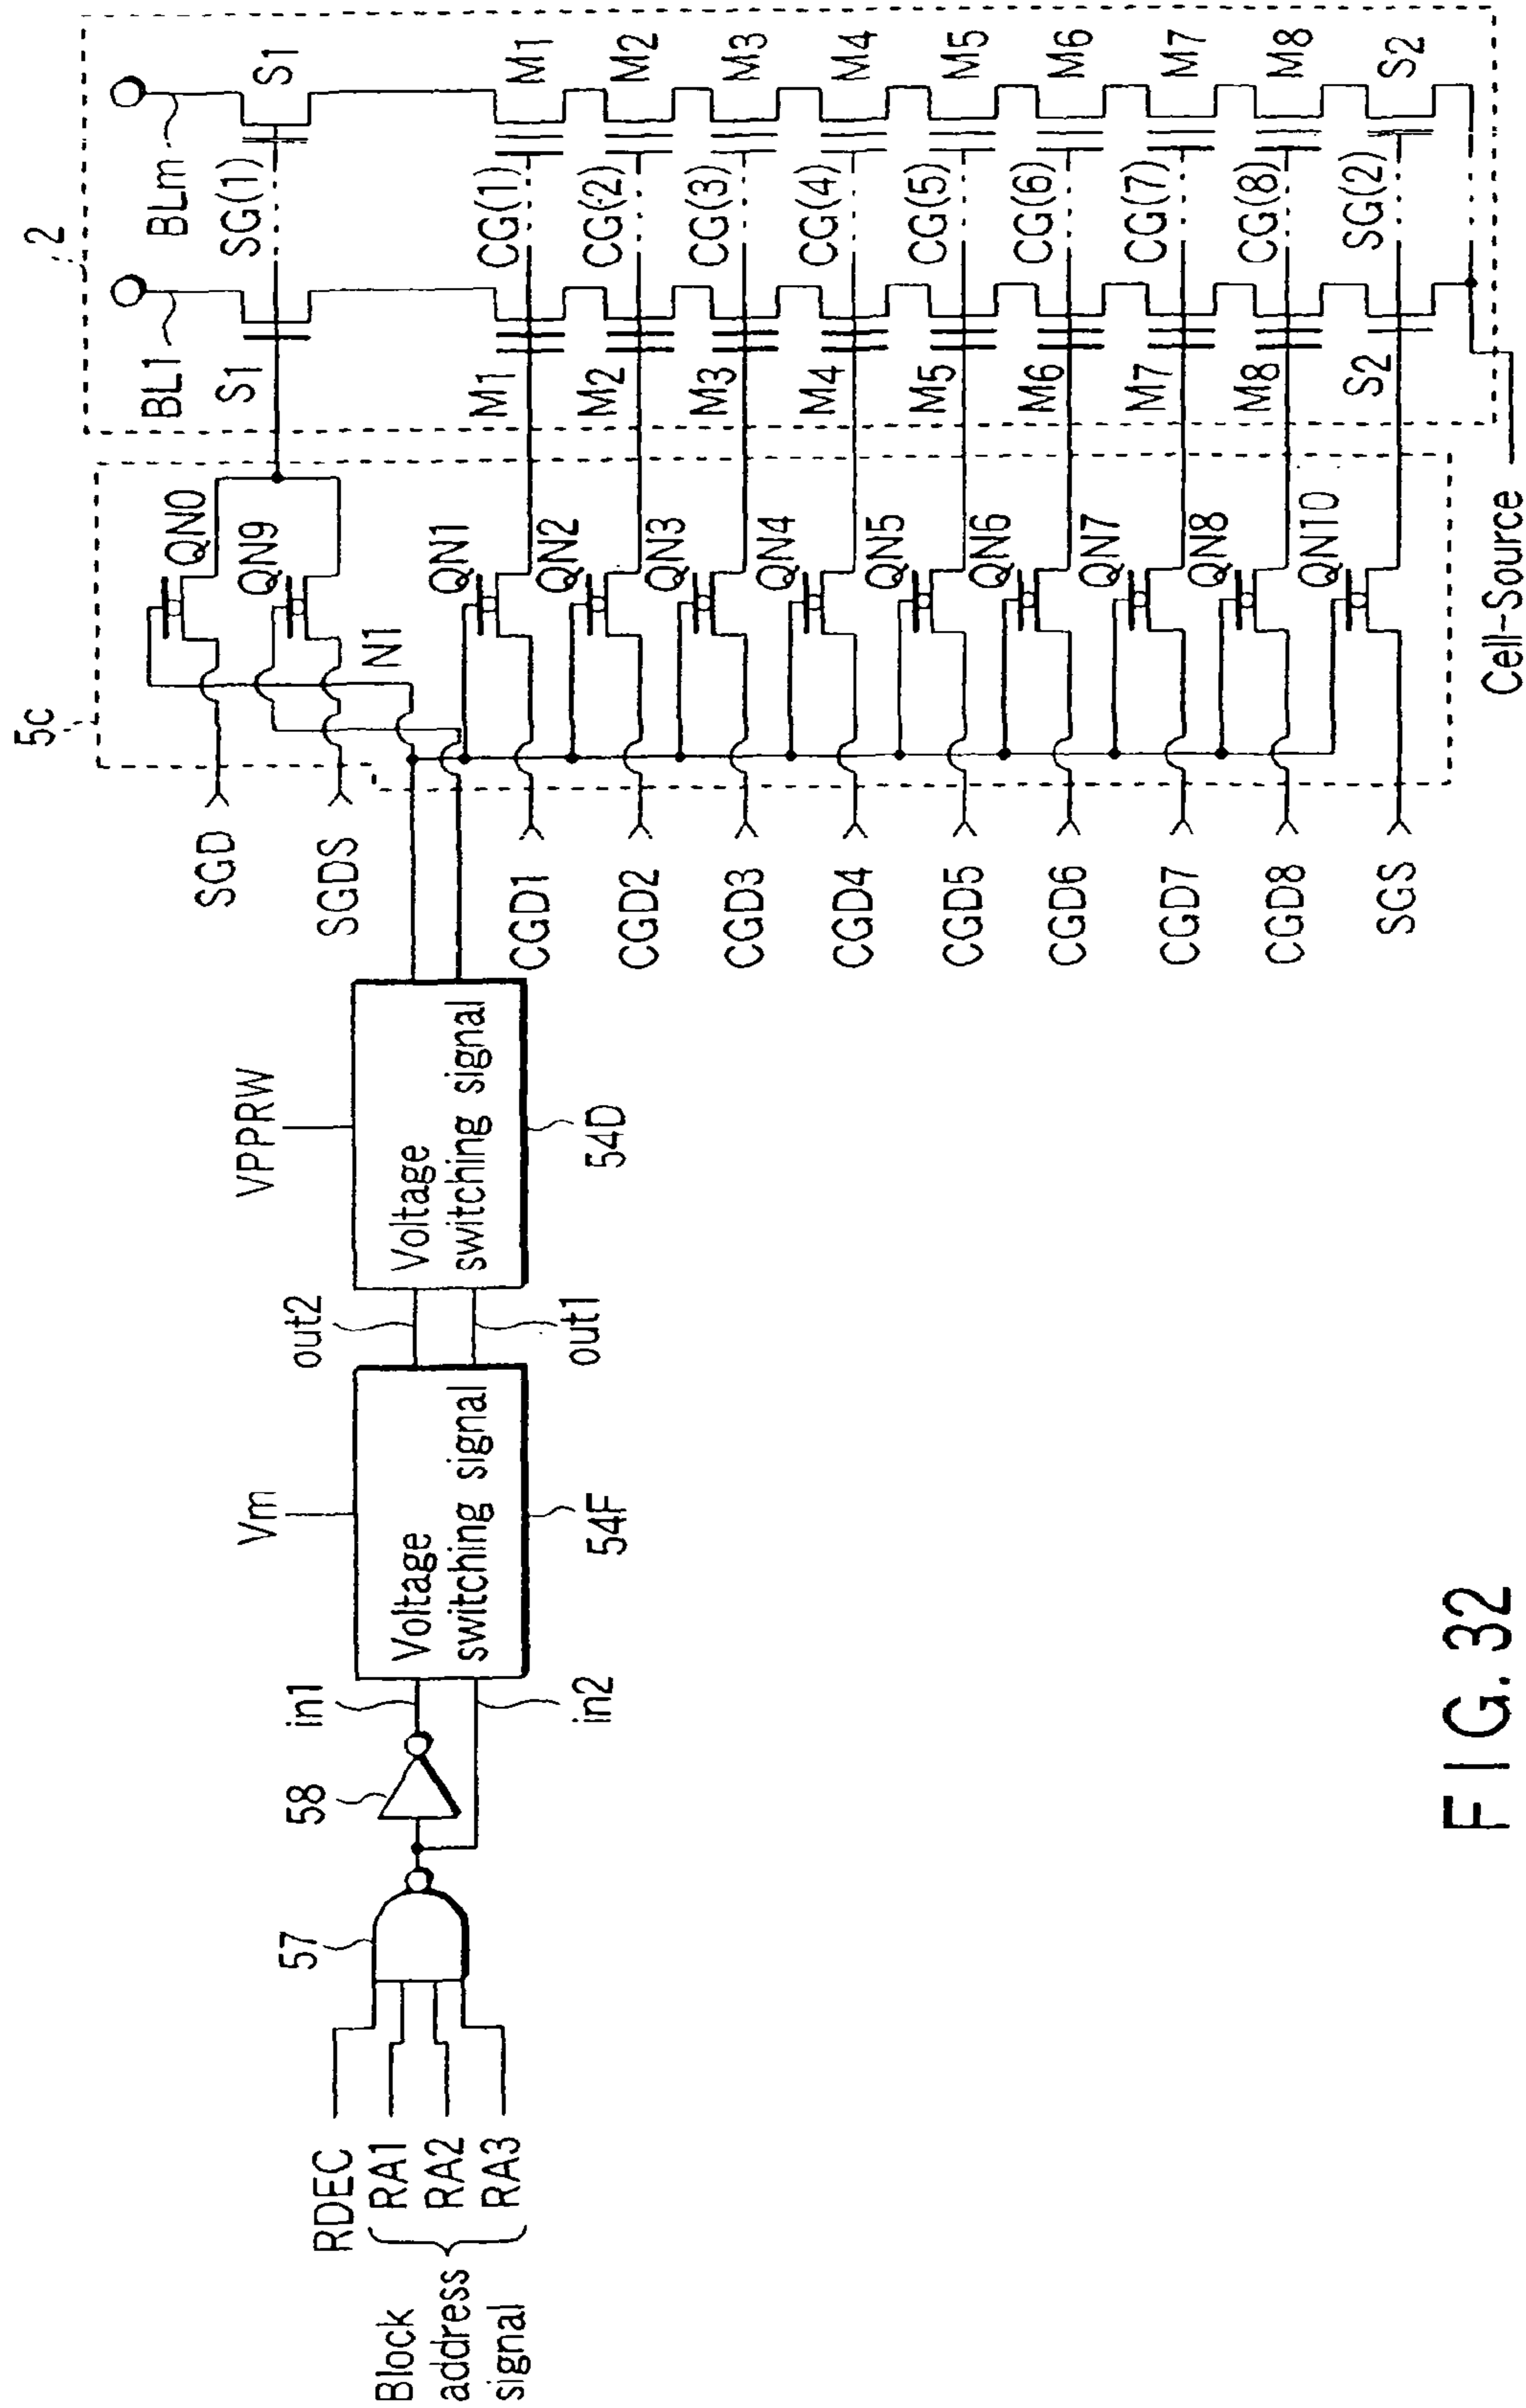 RDEC
RA1
RA2
RA3
Block
address
signal
57
58
in1
in2
Vm
Voltage
switching signal
54F
out2
out1
VPPRW
Voltage
switching signal
54D
SGD
SGDS
CGD1
CGD2
CGD3
CGD4
CGD5
CGD6
CGD7
CGD8
SGS
5c
N1
QN0
QN9
QN1
QN2
QN3
QN4
QN5
QN6
QN7
QN8
QN10
Cell-Source
2
BL1
BLm
S1
SG(1)
S1
M1
CG(1)
M1
M2
CG(2)
M2
M3
CG(3)
M3
M4
CG(4)
M4
M5
CG(5)
M5
M6
CG(6)
M6
M7
CG(7)
M7
M8
CG(8)
M8
S2
SG(2)
S2
FIG. 32